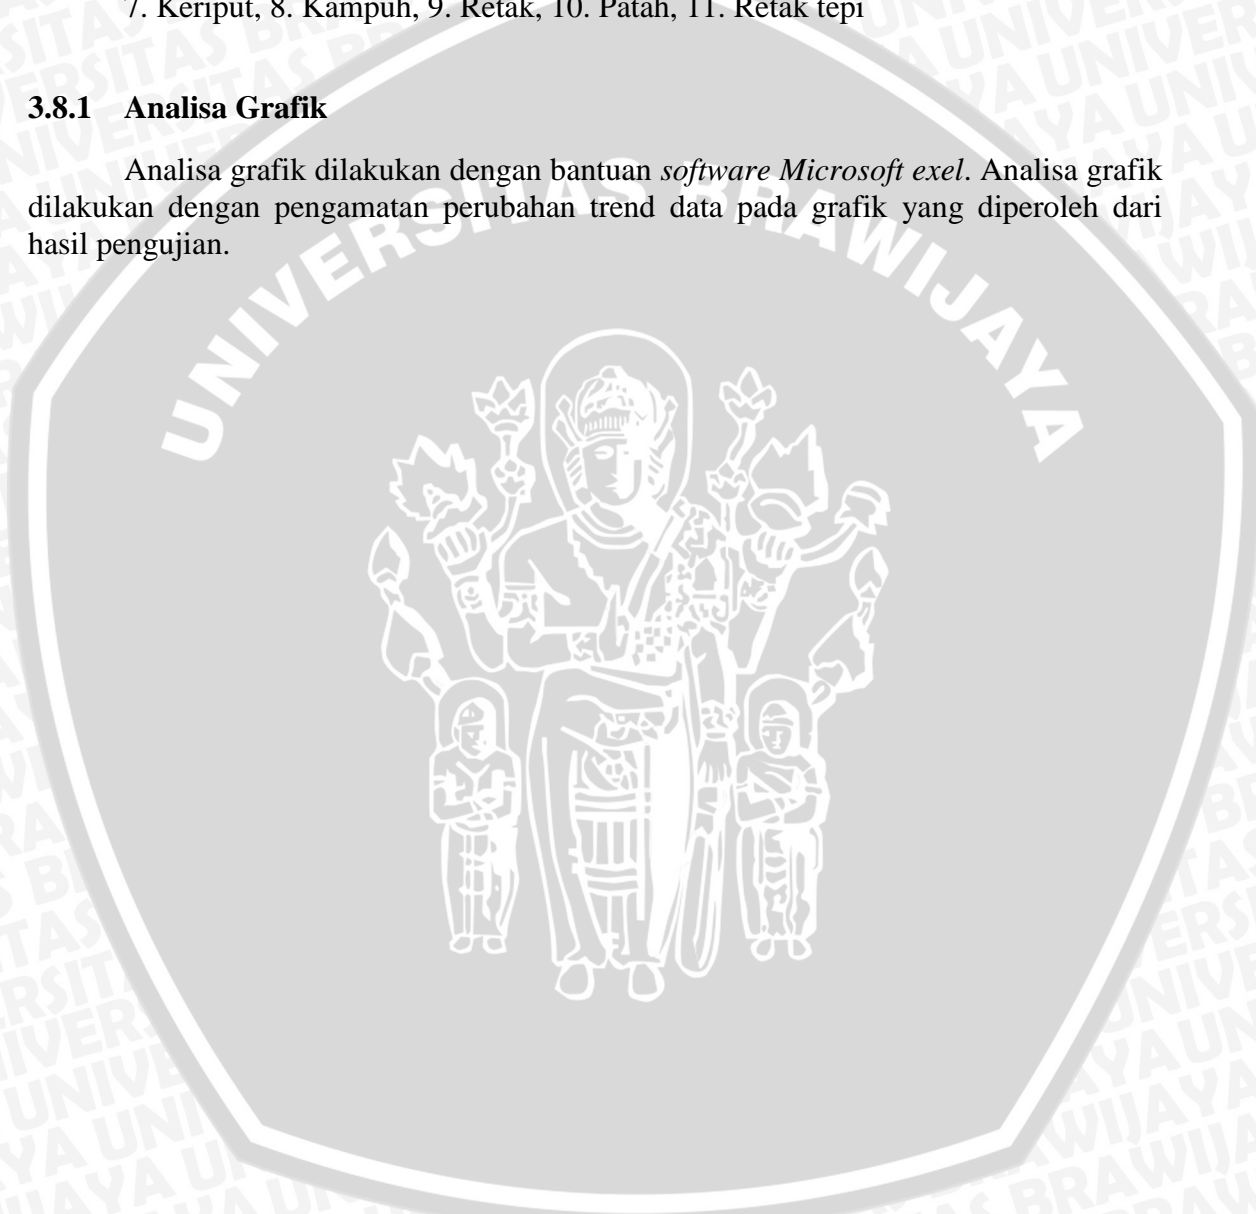 7. Keriput, 8. Kampuh, 9. Retak, 10. Patah, 11. Retak tepi
3.8.1 Analisa Grafik
Analisa grafik dilakukan dengan bantuan software Microsoft exel. Analisa grafik
dilakukan dengan pengamatan perubahan trend data pada grafik yang diperoleh dari
hasil pengujian.
UNIVERSITAS BRAWIJAYA